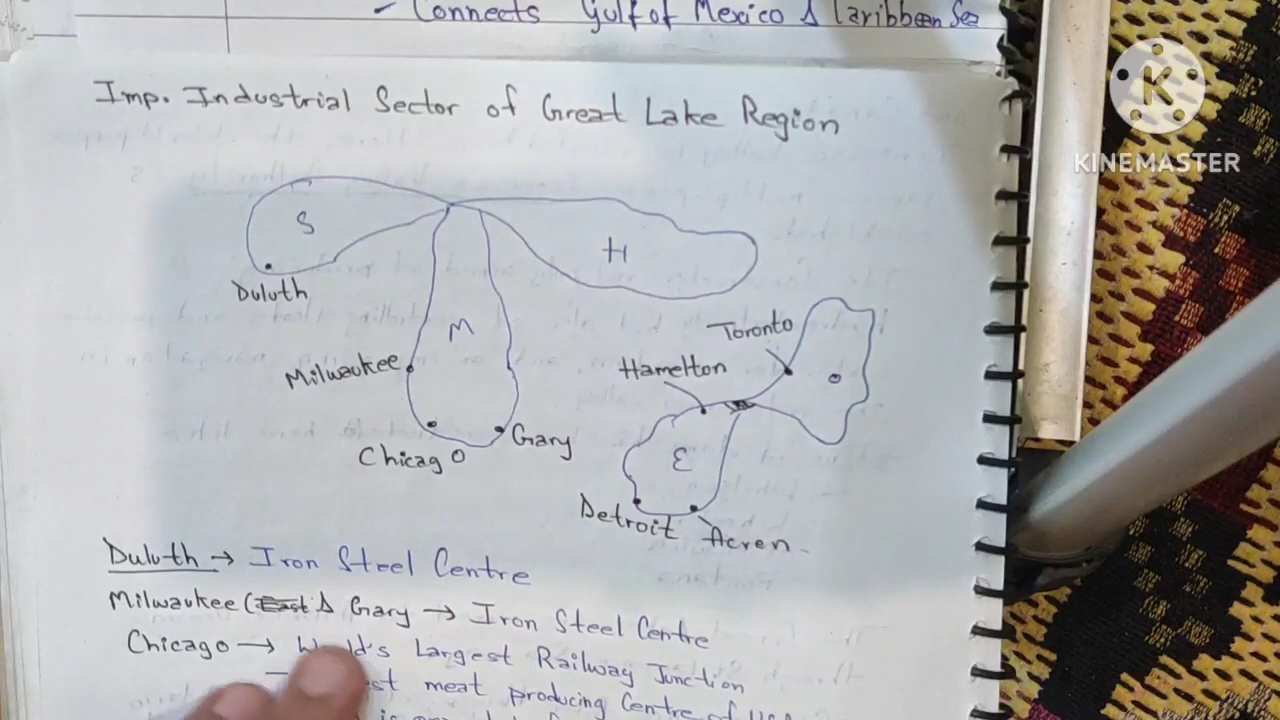 - Connects Gulf of Mexico & Caribbean Sea
Imp. Industrial Sector of Great Lake Region
S
H
Duluth
M
Toronto
Milwaukee
Hamelton
O
Gary
Chicago
E
Detroit
Acren.
Duluth → Iron Steel Centre
Milwaukee ( & Gary → Iron Steel Centre
Chicago → World's Largest Railway Junction
meat producing Centre of USA
K
KINEMASTER